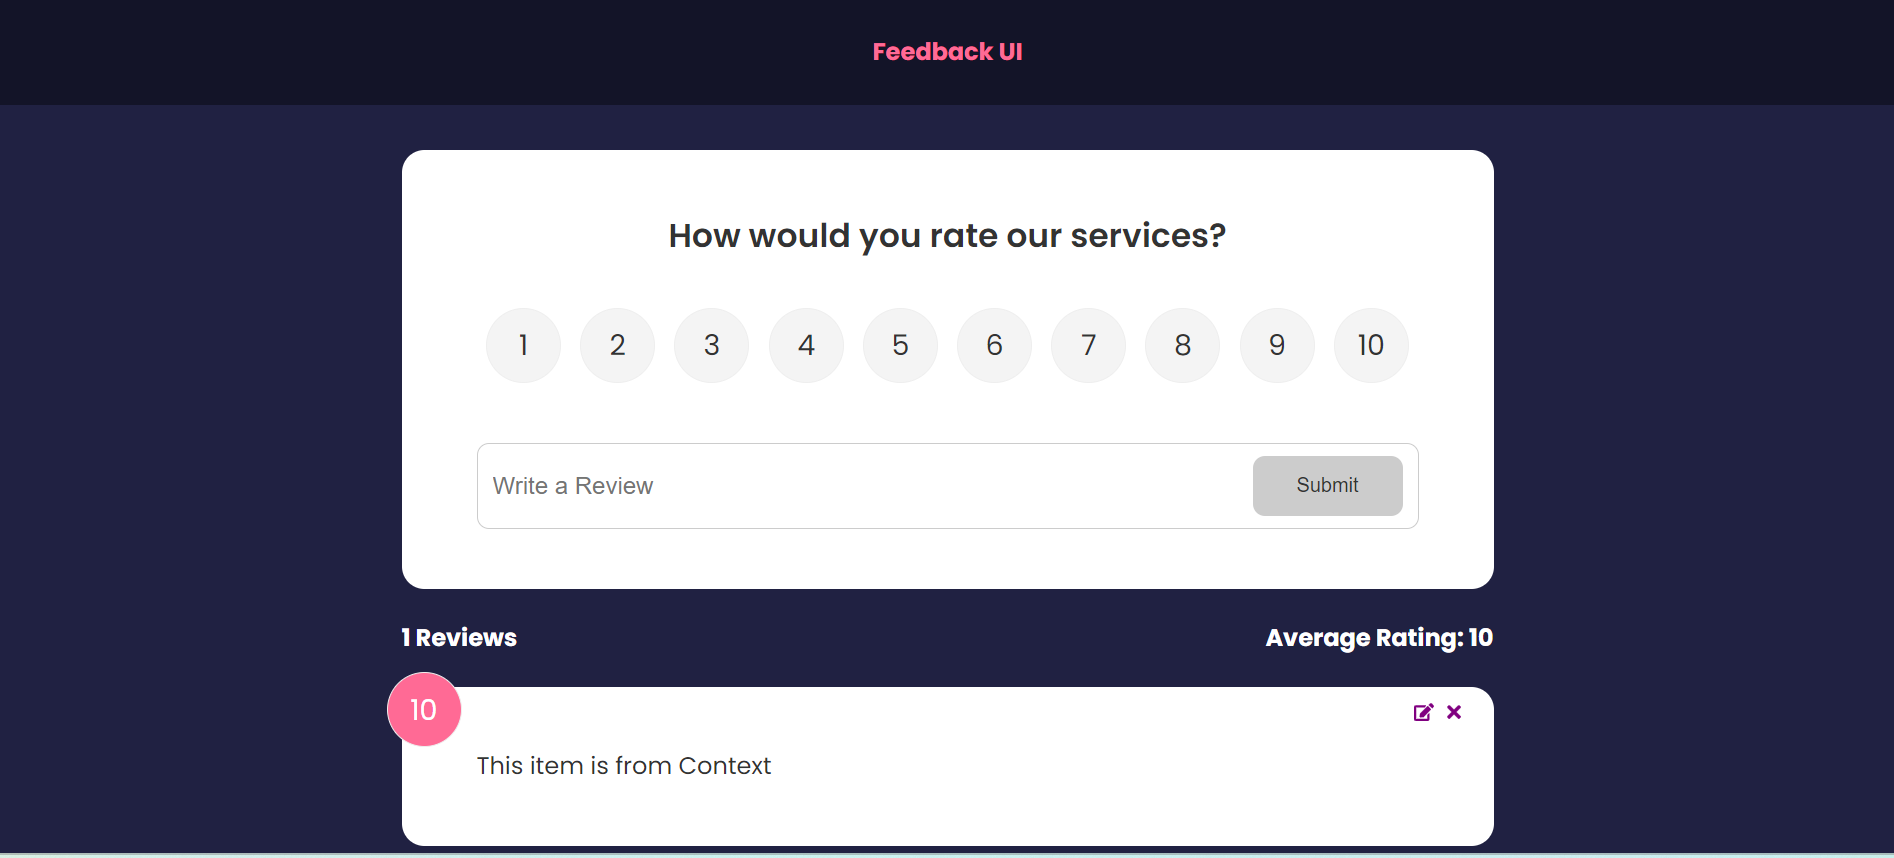 Feedback UI
How would you rate our services?
1 2 3 4 5 6 7 8 9 10
Write a Review Submit
1 Reviews Average Rating: 10
10
This item is from Context